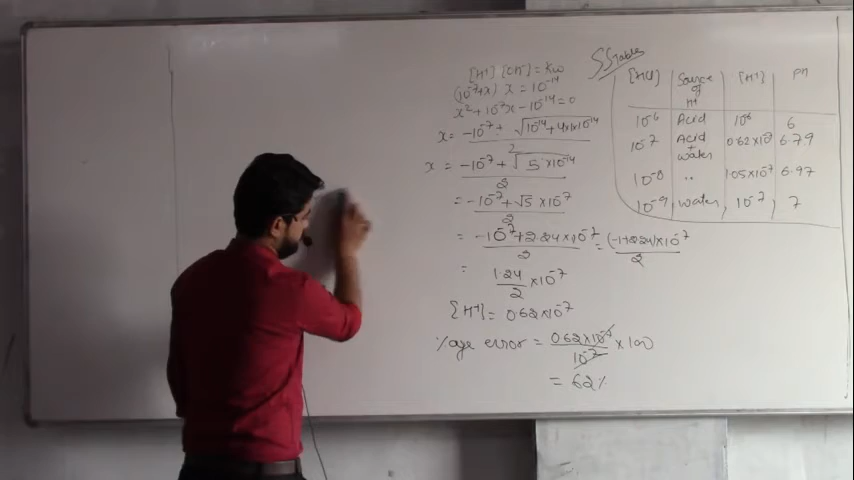 [H⁺] [OH⁻] = Kw
(10⁻⁷+x) x = 10⁻¹⁴
x² + 10⁻⁷x - 10⁻¹⁴ = 0
x = -10⁻⁷ + √10⁻¹⁴ + 4×1×10⁻¹⁴
2
x = -10⁻⁷ + √5 × 10⁻¹⁴
2
= -10⁻⁷ + √5 × 10⁻⁷
2
= -10⁻⁷ + 2.24 × 10⁻⁷ = (-1+2.24) × 10⁻⁷
2 2
= 1.24 × 10⁻⁷
2
[H⁺] = 0.62 × 10⁻⁷
%age error = 0.62 × 10⁻⁷ × 100
10⁻⁷
= 62%
SS Table
[HCl] Source of H⁺ [H⁺] PH
10⁻⁶ Acid 10⁻⁶ 6
10⁻⁷ Acid + water 0.62×10⁻⁷ 6.79
10⁻⁸ " 1.05×10⁻⁷ 6.97
10⁻⁹ water 10⁻⁷ 7